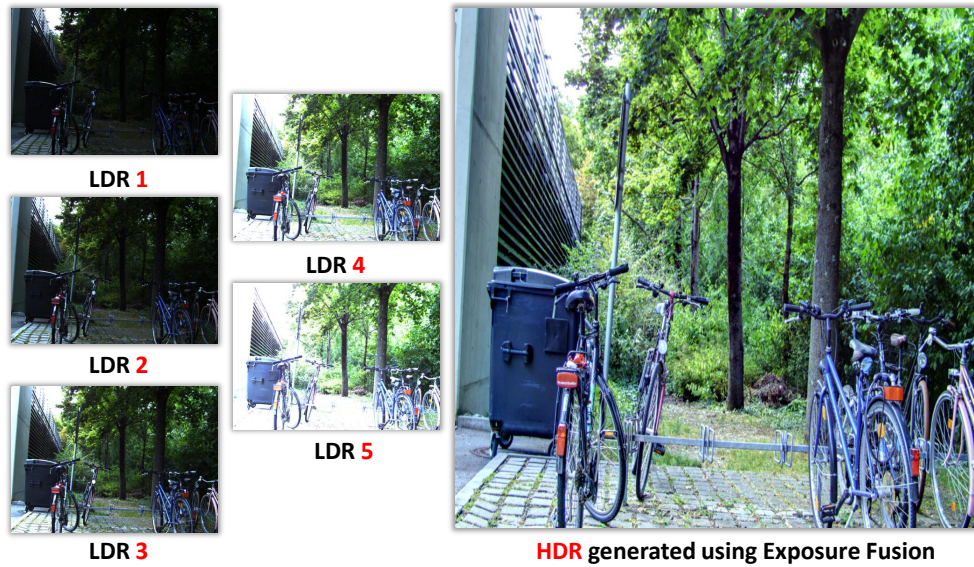 LDR 1
LDR 2
LDR 3
LDR 4
LDR 5
HDR generated using Exposure Fusion